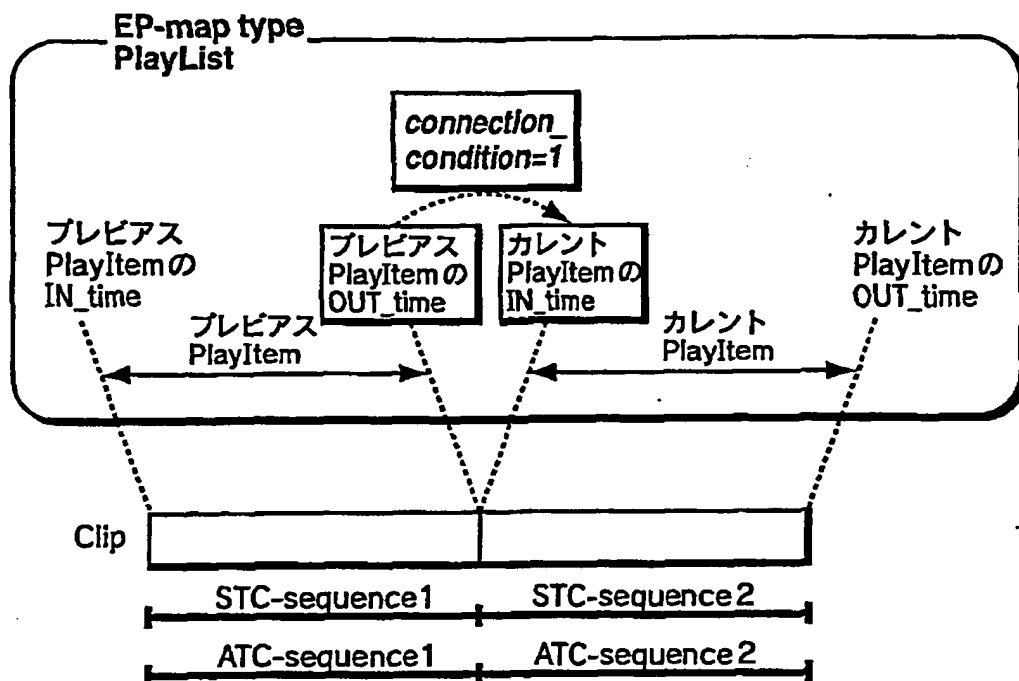 EP-map type
PlayList
connection_
condition=1
プレビアス
PlayItemの
IN_time
プレビアス
PlayItemの
OUT_time
カレント
PlayItemの
IN_time
カレント
PlayItemの
OUT_time
プレビアス
PlayItem
カレント
PlayItem
Clip
STC-sequence1
STC-sequence2
ATC-sequence1
ATC-sequence2